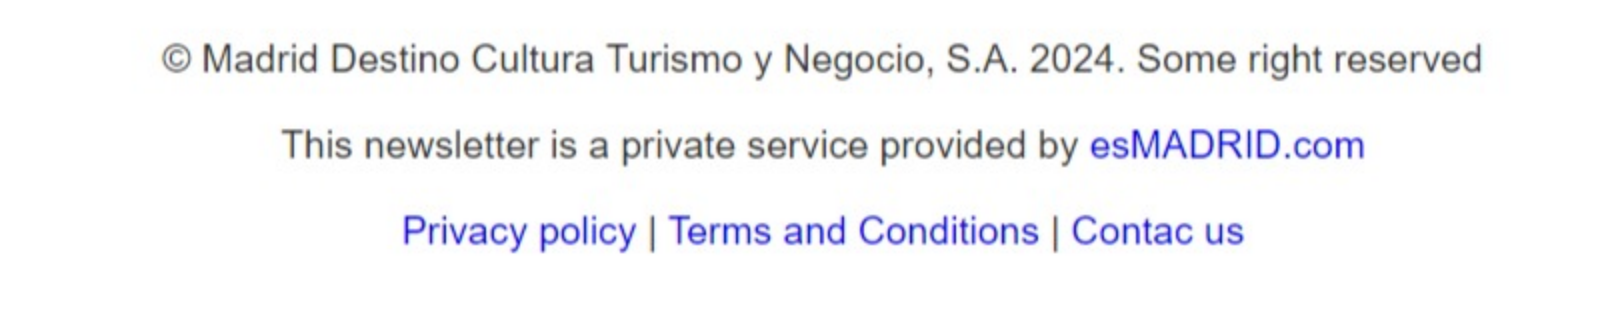 © Madrid Destino Cultura Turismo y Negocio, S.A. 2024. Some right reserved
This newsletter is a private service provided by esMADRID.com
Privacy policy | Terms and Conditions | Contac us